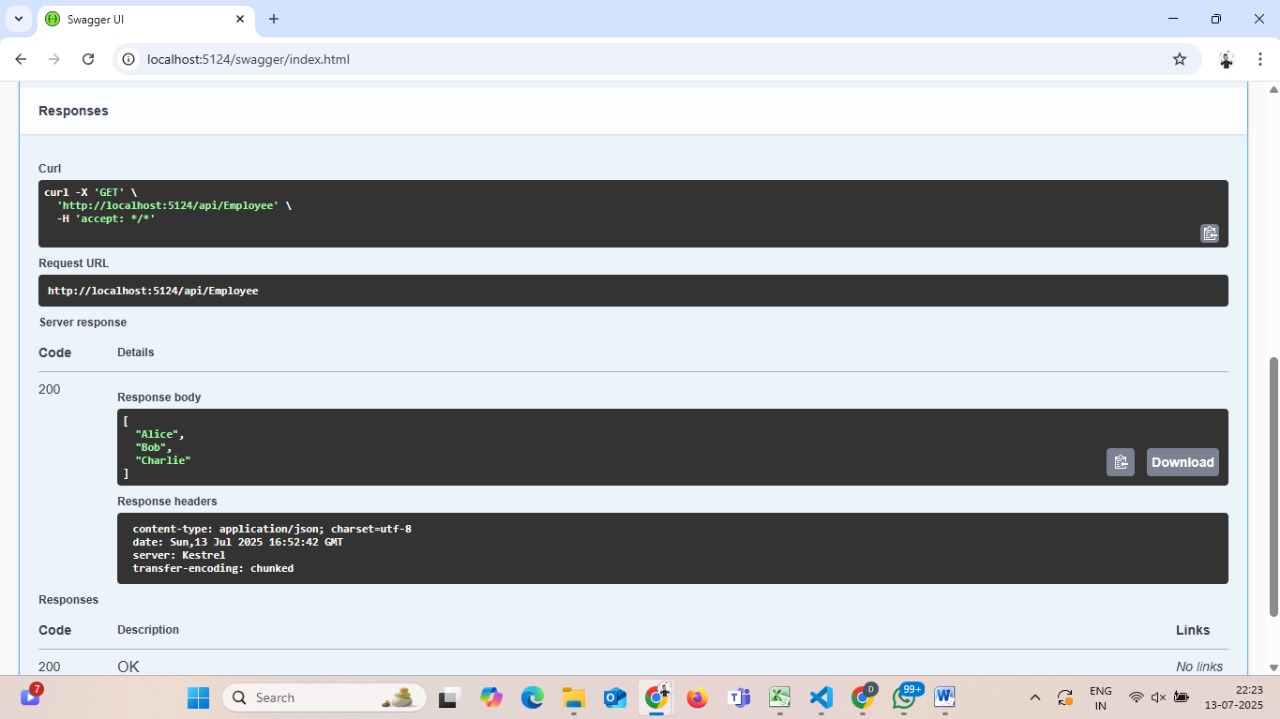 Swagger UI
localhost:5124/swagger/index.html
Responses
Curl
curl -X 'GET' \
'http://localhost:5124/api/Employee' \
-H 'accept: */*'
Request URL
http://localhost:5124/api/Employee
Server response
Code Details
200
Response body
[
"Alice",
"Bob",
"Charlie"
]
Download
Response headers
content-type: application/json; charset=utf-8
date: Sun,13 Jul 2025 16:52:42 GMT
server: Kestrel
transfer-encoding: chunked
Responses
Code Description Links
200 OK No links
7
Search
D
99+
ENG
IN
22:23
13-07-2025